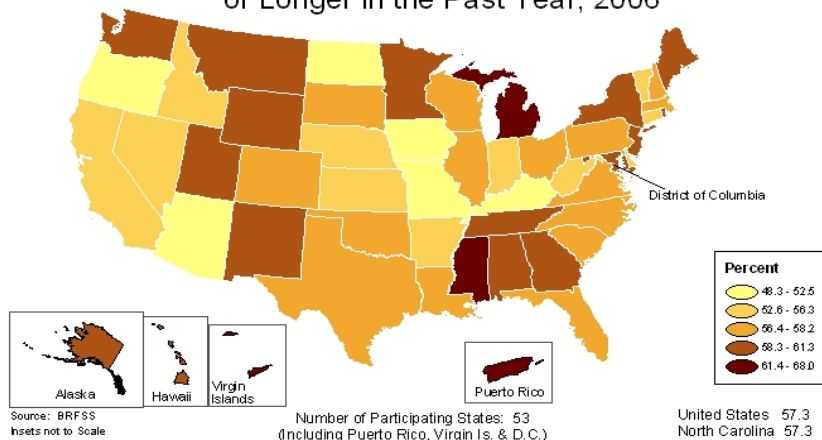 or Longer in the Past Year, 2006
District of Columbia
Percent
48.3 - 52.5
52.6 - 56.3
56.4 - 58.2
58.3 - 61.3
61.4 - 68.0
Alaska
Hawaii
Virgin
Islands
Puerto Rico
Source: BRFSS
Insets not to Scale
Number of Participating States: 53
(Including Puerto Rico, Virgin Is. & D.C.)
United States 57.3
North Carolina 57.3